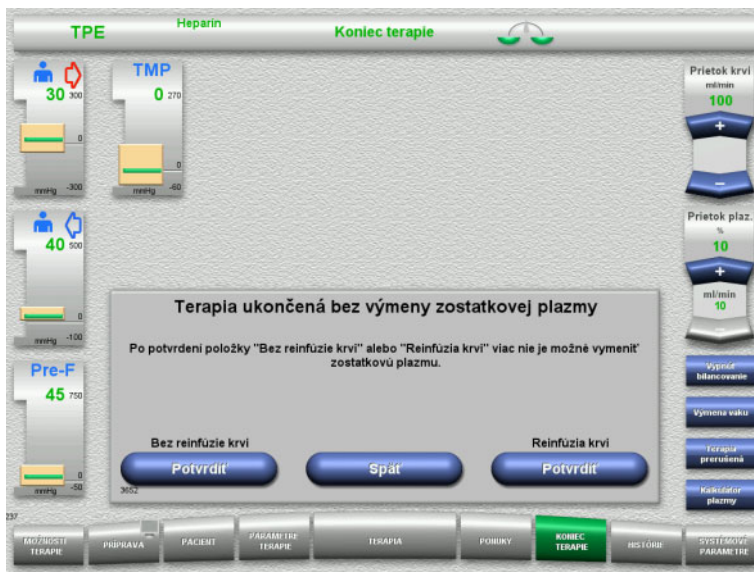 TPE
Heparín
Koniec terapie
30 300
0
mmHg -300
TMP
0 270
0
mmHg -60
40 500
0
mmHg -100
Pre-F
45 750
0
mmHg -50
Prietok krvi
ml/min
100
+
–
Prietok plaz.
%
10
+
ml/min
10
–
Terapia ukončená bez výmeny zostatkovej plazmy
Po potvrdení položky "Bez reinfúzie krvi" alebo "Reinfúzia krvi" viac nie je možné vymeniť
zostatkovú plazmu.
Bez reinfúzie krvi
Potvrdiť
Späť
Reinfúzia krvi
Potvrdiť
3652
Vypnúť
bilancovanie
Výmena vaku
Terapia
prerušená
Kalkulátor
plazmy
237
MOŽNOSTI
TERAPIE
PRÍPRAVA
PACIENT
PARAMETRE
TERAPIE
TERAPIA
PONUKY
KONIEC
TERAPIE
HISTÓRIE
SYSTÉMOVÉ
PARAMETRE